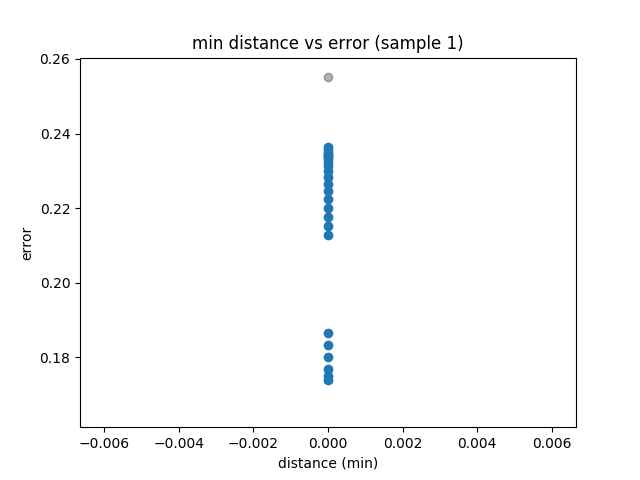 min distance vs error (sample 1)
0.26
0.24
0.22
0.20
0.18
error
−0.006 −0.004 −0.002 0.000 0.002 0.004 0.006
distance (min)